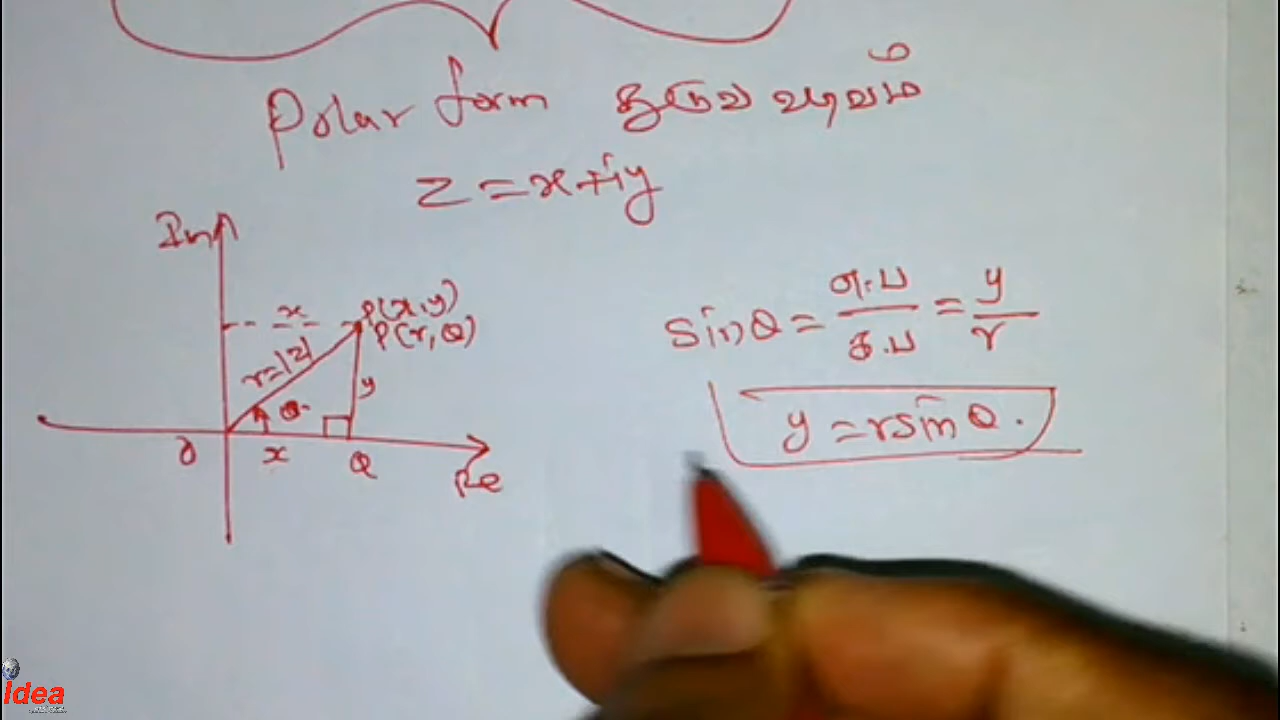 Polar form துருவ வடிவம்
z = x+iy
Im
x
P(x,y)
P(r,θ)
r=|z|
y
θ
O
x
Q
Re
sinθ = எ.ப / க.ப = y / r
y = r sin θ.
Idea